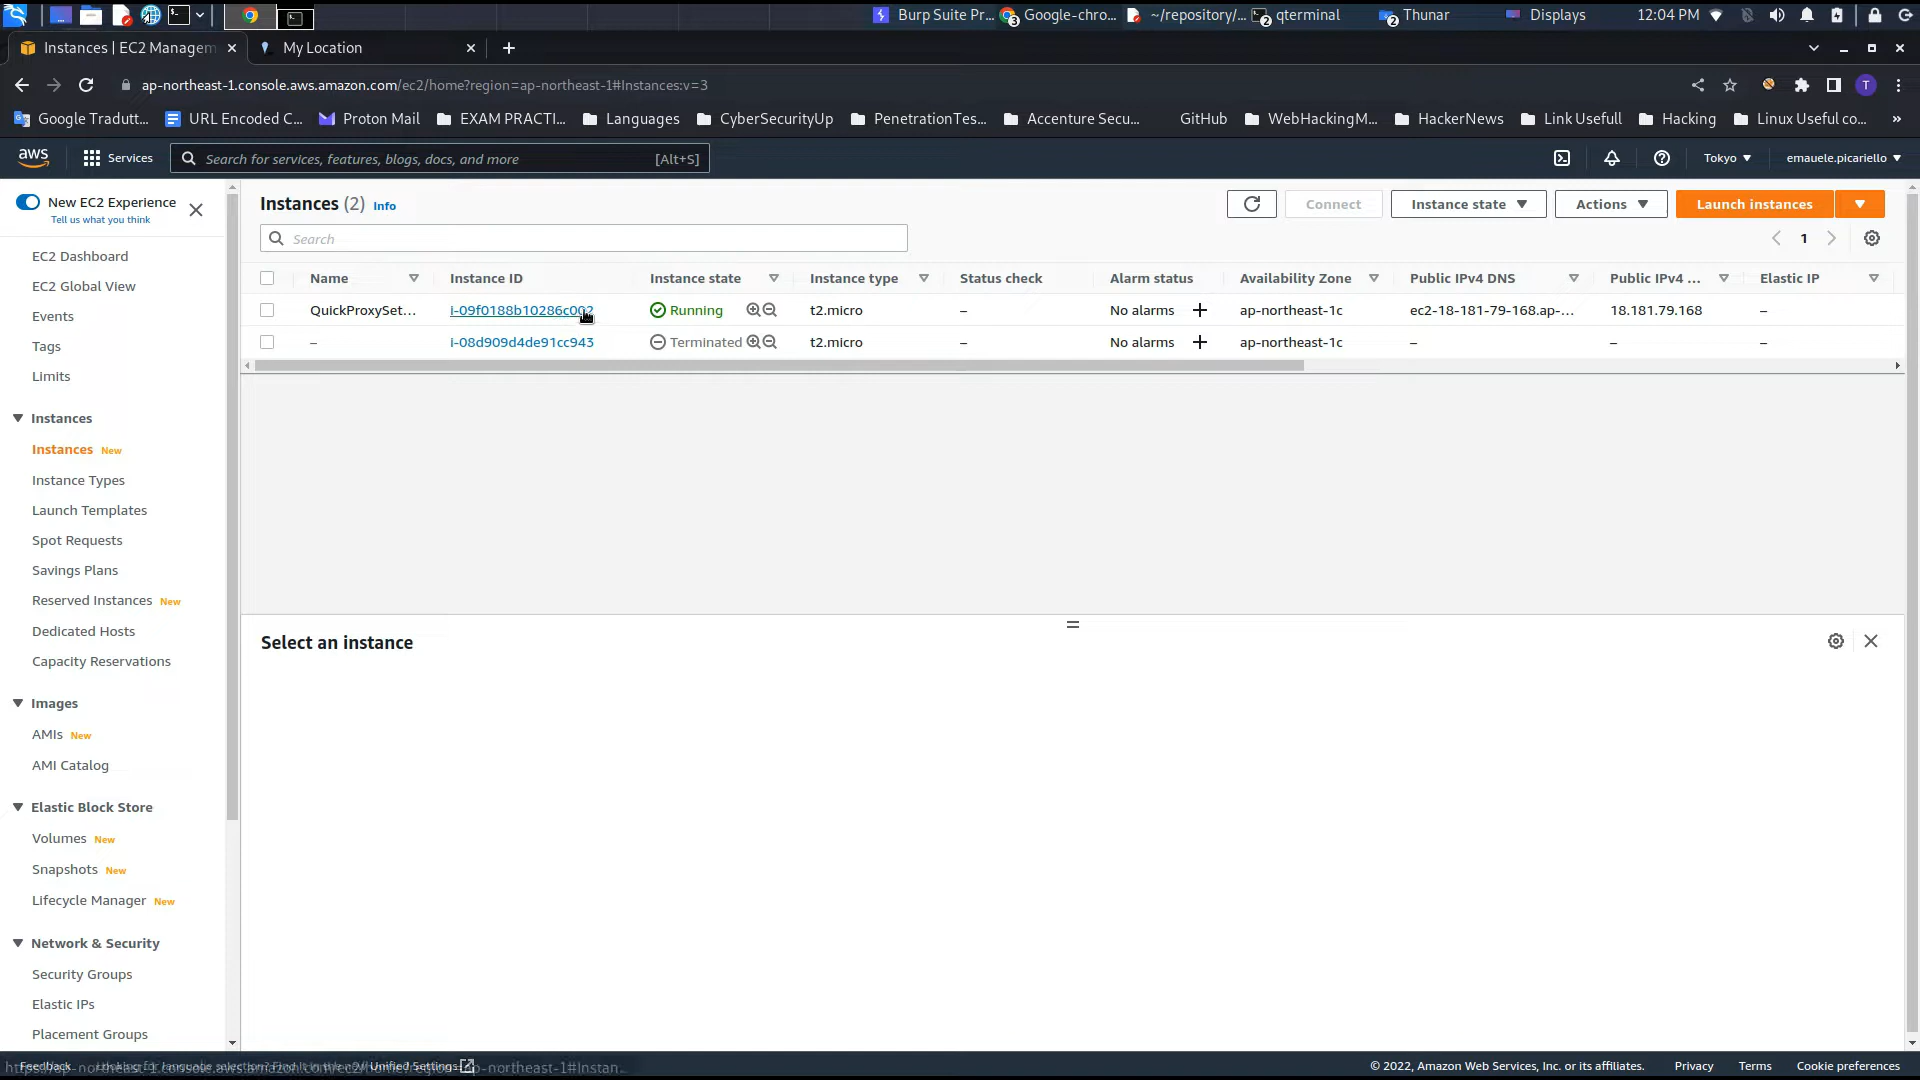 Burp Suite Pr...
3
Google-chro...
~/repository/...
2
qterminal
2
Thunar
Displays
12:04 PM
Instances | EC2 Managem
My Location
ap-northeast-1.console.aws.amazon.com/ec2/home?region=ap-northeast-1#Instances:v=3
T
Google Tradutt...
URL Encoded C...
Proton Mail
EXAM PRACTI...
Languages
CyberSecurityUp
PenetrationTes...
Accenture Secu...
GitHub
WebHackingM...
HackerNews
Link Usefull
Hacking
Linux Useful co...
»
aws
Services
Search for services, features, blogs, docs, and more
[Alt+S]
Tokyo
emauele.picariello
New EC2 Experience
Tell us what you think
EC2 Dashboard
EC2 Global View
Events
Tags
Limits
Instances
Instances New
Instance Types
Launch Templates
Spot Requests
Savings Plans
Reserved Instances New
Dedicated Hosts
Capacity Reservations
Images
AMIs New
AMI Catalog
Elastic Block Store
Volumes New
Snapshots New
Lifecycle Manager New
Network & Security
Security Groups
Elastic IPs
Placement Groups
Instances (2) Info
Connect
Instance state
Actions
Launch instances
Search
1
Name
Instance ID
Instance state
Instance type
Status check
Alarm status
Availability Zone
Public IPv4 DNS
Public IPv4 ...
Elastic IP
QuickProxySet...
i-09f0188b10286c002
Running
t2.micro
–
No alarms
ap-northeast-1c
ec2-18-181-79-168.ap-...
18.181.79.168
–
–
i-08d909d4de91cc943
Terminated
t2.micro
–
No alarms
ap-northeast-1c
–
–
–
Select an instance
Feedback
Unified Settings
© 2022, Amazon Web Services, Inc. or its affiliates.
Privacy
Terms
Cookie preferences